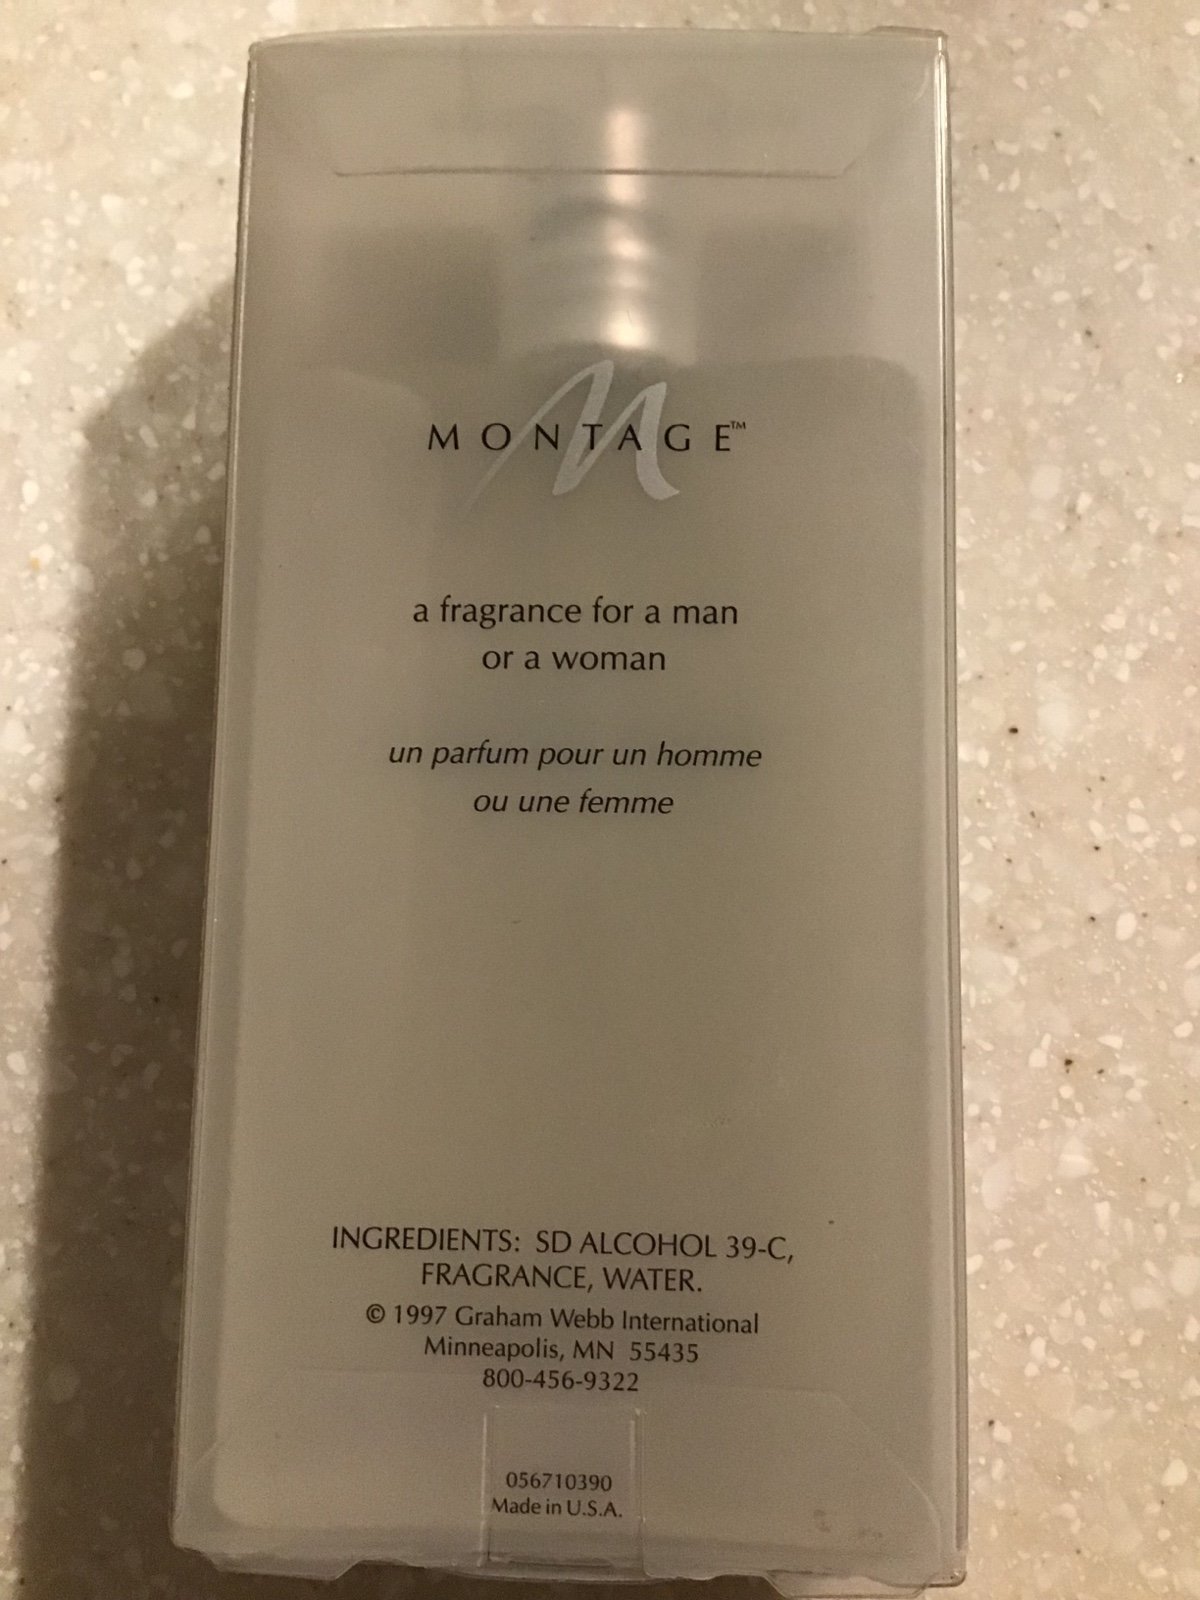 M
MONTAGE™
a fragrance for a man
or a woman
un parfum pour un homme
ou une femme
INGREDIENTS: SD ALCOHOL 39-C,
FRAGRANCE, WATER.
© 1997 Graham Webb International
Minneapolis, MN 55435
800-456-9322
056710390
Made in U.S.A.